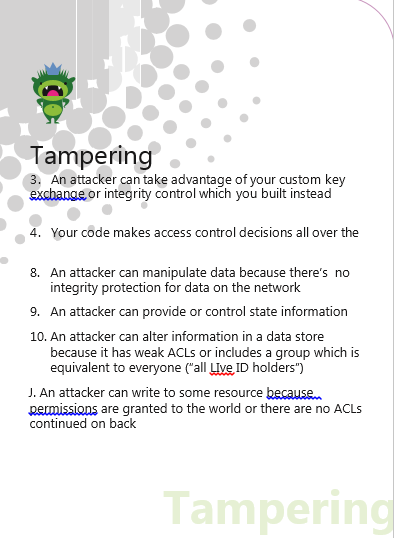 Tampering
3. An attacker can take advantage of your custom key
exchange or integrity control which you built instead
4. Your code makes access control decisions all over the
8. An attacker can manipulate data because there's no
integrity protection for data on the network
9. An attacker can provide or control state information
10. An attacker can alter information in a data store
because it has weak ACLs or includes a group which is
equivalent to everyone ("all LIve ID holders")
J. An attacker can write to some resource because
permissions are granted to the world or there are no ACLs
continued on back
Tampering